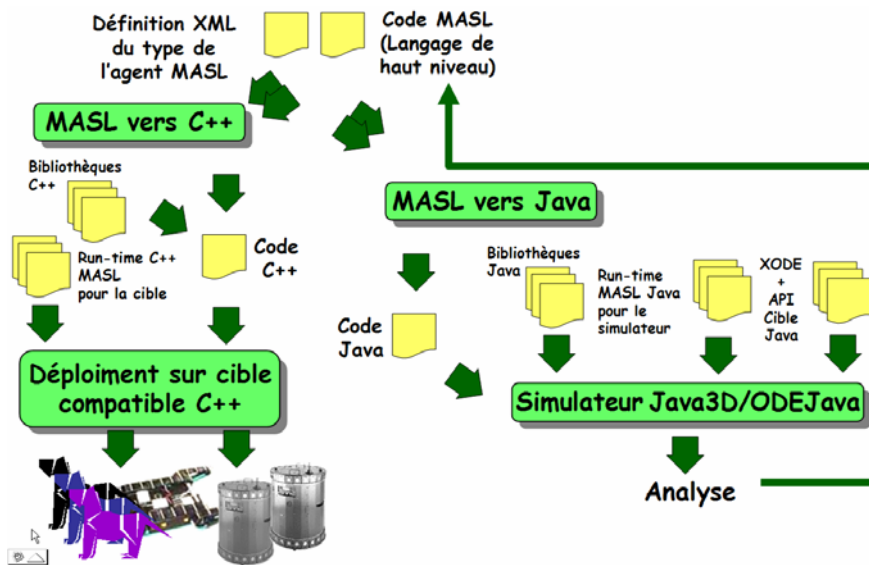 Définition XML
du type de
l'agent MASL
Code MASL
(Langage de
haut niveau)
MASL vers C++
Bibliothèques
C++
Run-time C++
MASL
pour la cible
Code
C++
Déploiment sur cible
compatible C++
MASL vers Java
Code
Java
Bibliothèques
Java
Run-time
MASL Java
pour le
simulateur
XODE
+
API
Cible
Java
Simulateur Java3D/ODEJava
Analyse